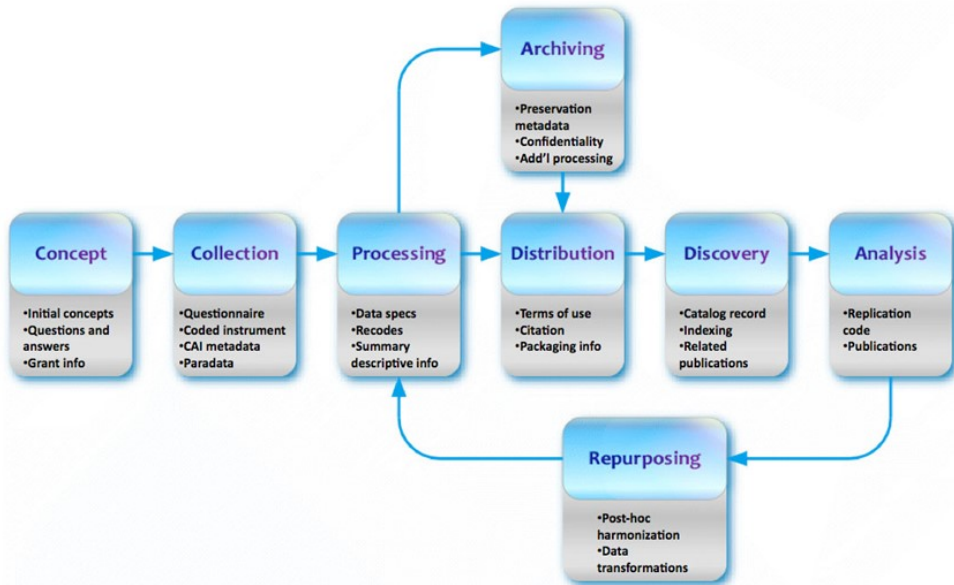 Archiving
•Preservation
metadata
•Confidentiality
•Add'l processing
Concept
•Initial concepts
•Questions and
answers
•Grant info
Collection
•Questionnaire
•Coded instrument
•CAI metadata
•Paradata
Processing
•Data specs
•Recodes
•Summary
descriptive info
Distribution
•Terms of use
•Citation
•Packaging info
Discovery
•Catalog record
•Indexing
•Related
publications
Analysis
•Replication
code
•Publications
Repurposing
•Post-hoc
harmonization
•Data
transformations